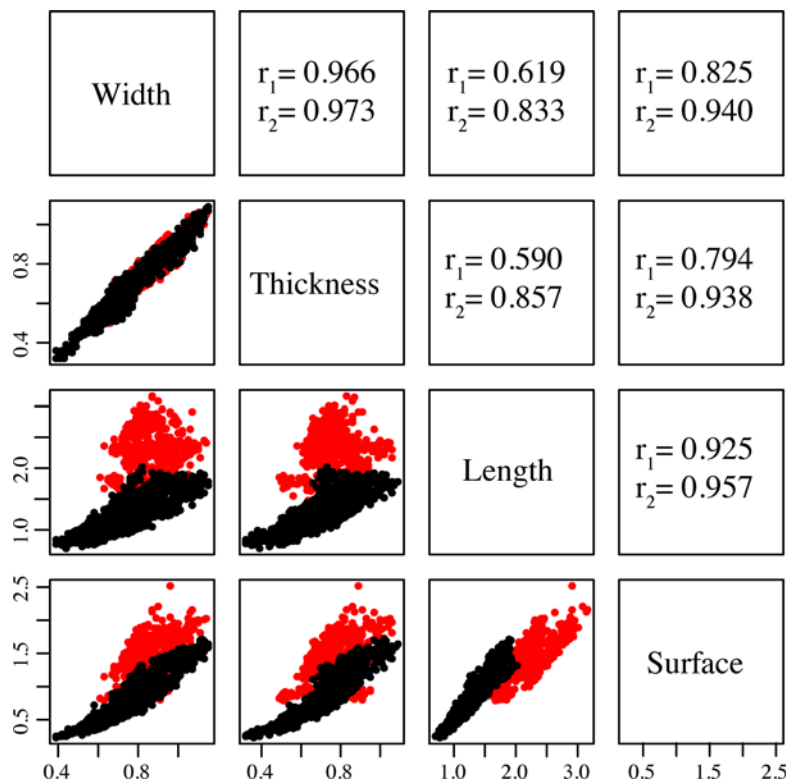 Width
r₁= 0.966
r₂= 0.973
r₁= 0.619
r₂= 0.833
r₁= 0.825
r₂= 0.940
0.4 0.8
Thickness
r₁= 0.590
r₂= 0.857
r₁= 0.794
r₂= 0.938
1.0 2.0
Length
r₁= 0.925
r₂= 0.957
0.5 1.5 2.5
Surface
0.4 0.8
0.4 0.8
1.0 2.0 3.0
0.5 1.5 2.5